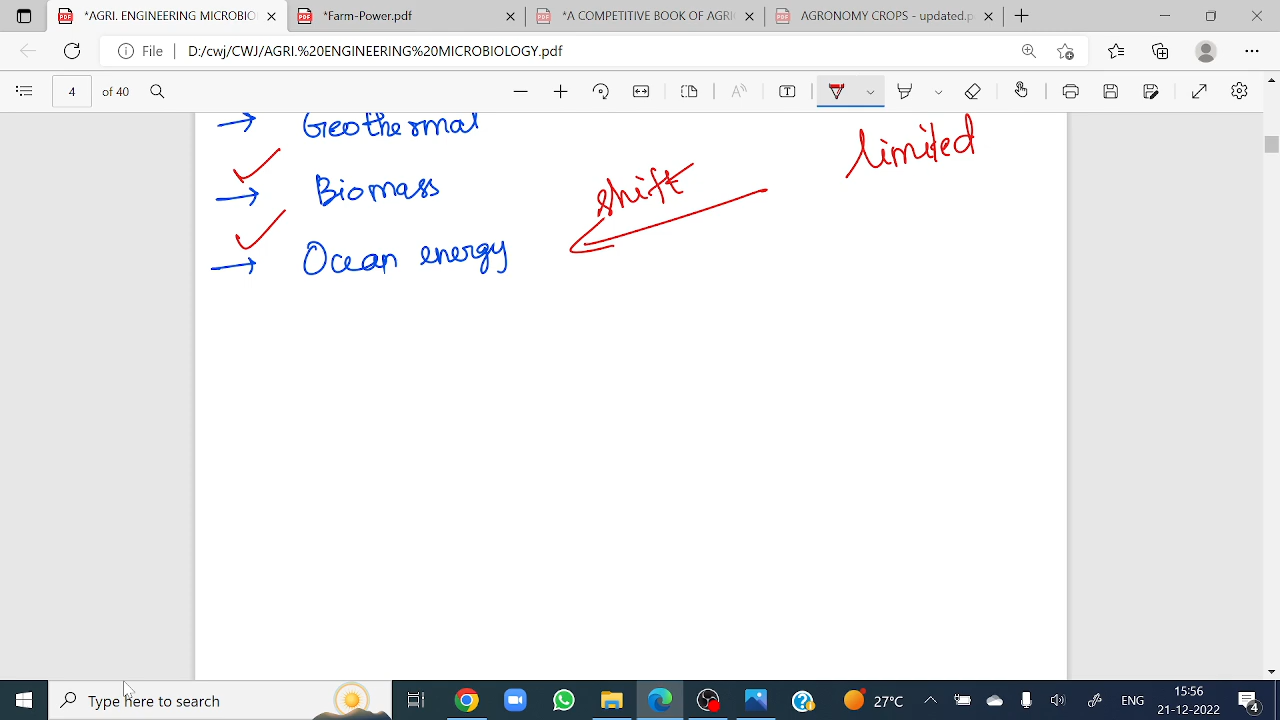 *AGRI. ENGINEERING MICROBIO
*Farm-Power.pdf
*A COMPETITIVE BOOK OF AGRI
AGRONOMY CROPS - updated.p
File D:/cwj/CWJ/AGRI.%20ENGINEERING%20MICROBIOLOGY.pdf
4 of 40
→ Geothermal
limited
→ Biomass
shift
→ Ocean energy
Type here to search
27°C
ENG
15:56
21-12-2022
4